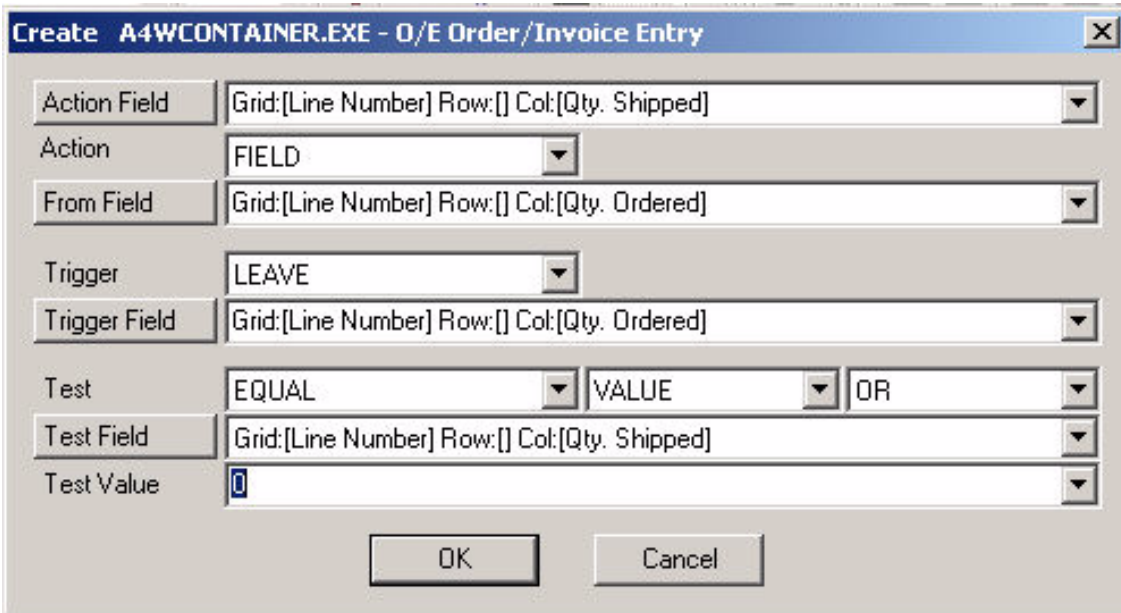 Create A4WCONTAINER.EXE - O/E Order/Invoice Entry
Action Field Grid:[Line Number] Row:[] Col:[Qty. Shipped]
Action FIELD
From Field Grid:[Line Number] Row:[] Col:[Qty. Ordered]
Trigger LEAVE
Trigger Field Grid:[Line Number] Row:[] Col:[Qty. Ordered]
Test EQUAL VALUE OR
Test Field Grid:[Line Number] Row:[] Col:[Qty. Shipped]
Test Value 0
OK Cancel